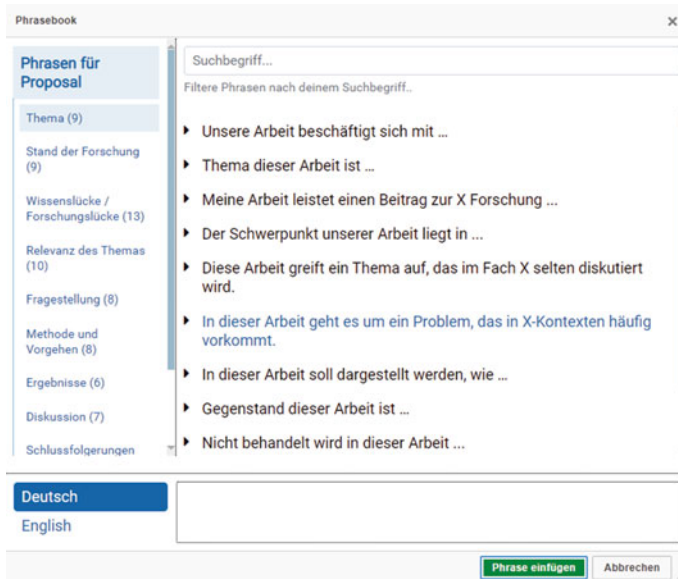 Phrasebook
×
Phrasen für
Proposal
Thema (9)
Stand der Forschung
(9)
Wissenslücke /
Forschungslücke (13)
Relevanz des Themas
(10)
Fragestellung (8)
Methode und
Vorgehen (8)
Ergebnisse (6)
Diskussion (7)
Schlussfolgerungen
Suchbegriff...
Filtere Phrasen nach deinem Suchbegriff..
Unsere Arbeit beschäftigt sich mit ...
Thema dieser Arbeit ist ...
Meine Arbeit leistet einen Beitrag zur X Forschung ...
Der Schwerpunkt unserer Arbeit liegt in ...
Diese Arbeit greift ein Thema auf, das im Fach X selten diskutiert
wird.
In dieser Arbeit geht es um ein Problem, das in X-Kontexten häufig
vorkommt.
In dieser Arbeit soll dargestellt werden, wie ...
Gegenstand dieser Arbeit ist ...
Nicht behandelt wird in dieser Arbeit ...
Deutsch
English
Phrase einfügen
Abbrechen